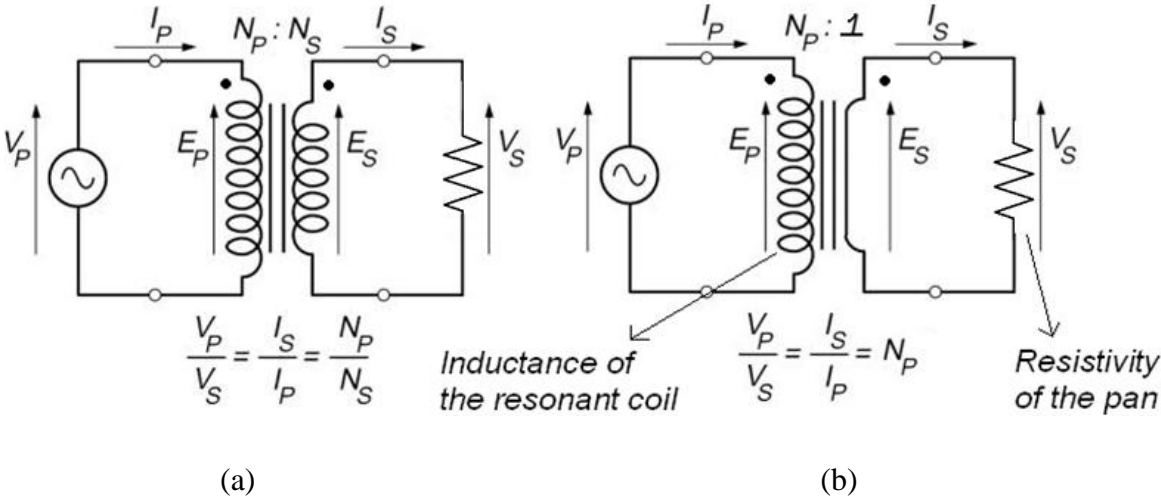 I_P N_P : N_S I_S
V_P E_P E_S V_S
V_P/V_S = I_S/I_P = N_P/N_S
(a)
I_P N_P : 1 I_S
V_P E_P E_S V_S
Inductance of
the resonant coil
V_P/V_S = I_S/I_P = N_P
Resistivity
of the pan
(b)